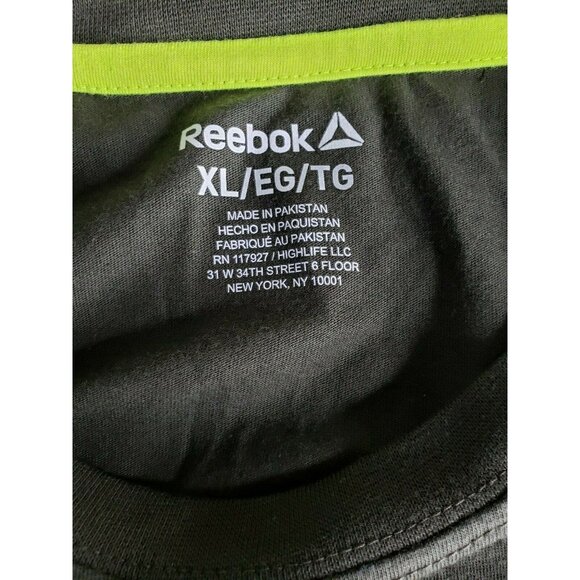 Reebok
XL/EG/TG
MADE IN PAKISTAN
HECHO EN PAQUISTAN
FABRIQUÉ AU PAKISTAN
RN 117927 / HIGHLIFE LLC
31 W 34TH STREET 6 FLOOR
NEW YORK, NY 10001